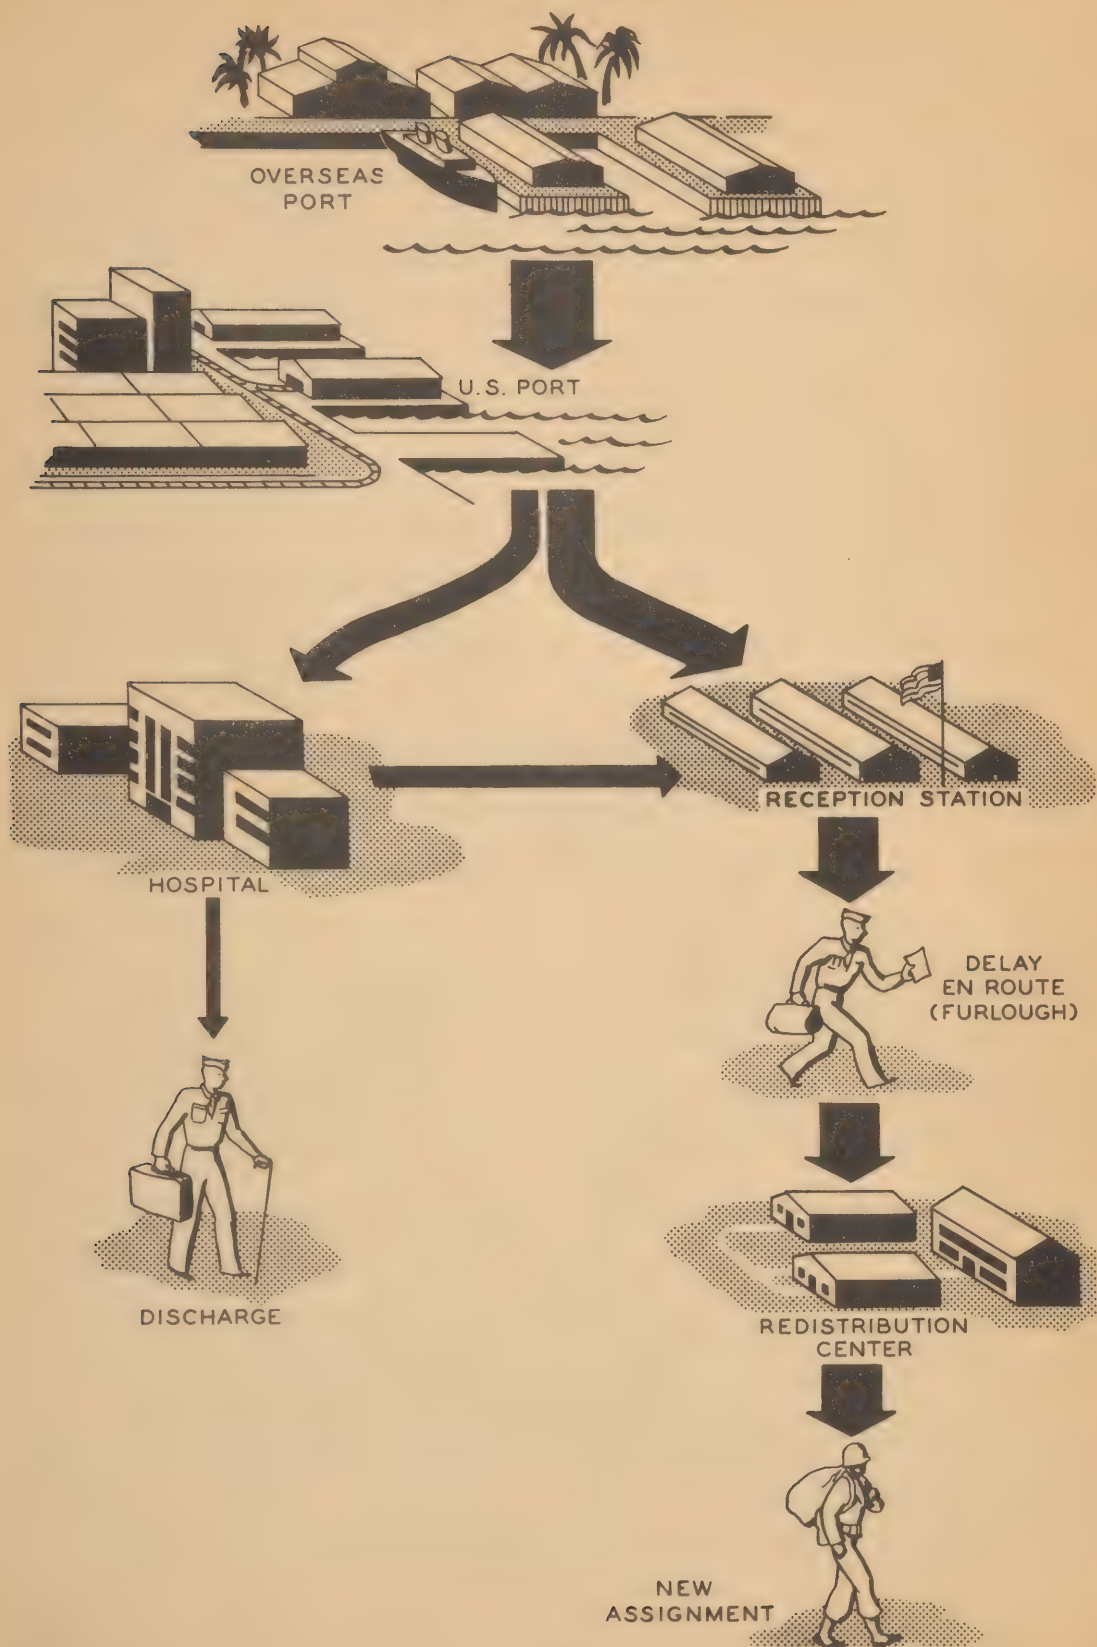 OVERSEAS
PORT
U.S. PORT
RECEPTION STATION
HOSPITAL
DELAY
EN ROUTE
(FURLOUGH)
DISCHARGE
REDISTRIBUTION
CENTER
NEW
ASSIGNMENT